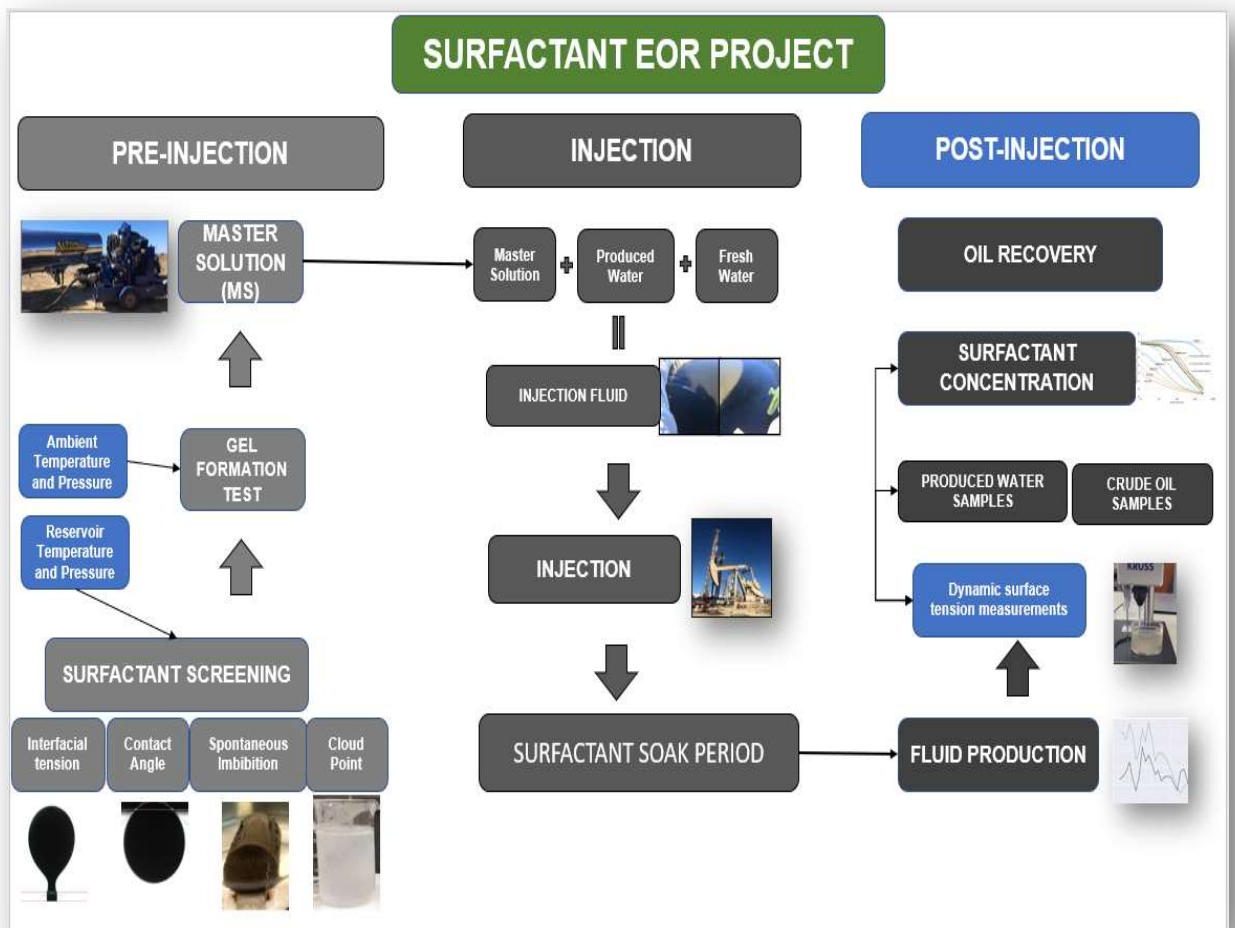 SURFACTANT EOR PROJECT
PRE-INJECTION
MASTER
SOLUTION
(MS)
Ambient
Temperature
and Pressure
GEL
FORMATION
TEST
Reservoir
Temperature
and Pressure
SURFACTANT SCREENING
Interfacial
tension
Contact
Angle
Spontaneous
Imbibition
Cloud
Point
INJECTION
Master
Solution
+
Produced
Water
+
Fresh
Water
=
INJECTION FLUID
INJECTION
SURFACTANT SOAK PERIOD
POST-INJECTION
OIL RECOVERY
SURFACTANT
CONCENTRATION
PRODUCED WATER
SAMPLES
CRUDE OIL
SAMPLES
Dynamic surface
tension measurements
KRUSS
FLUID PRODUCTION